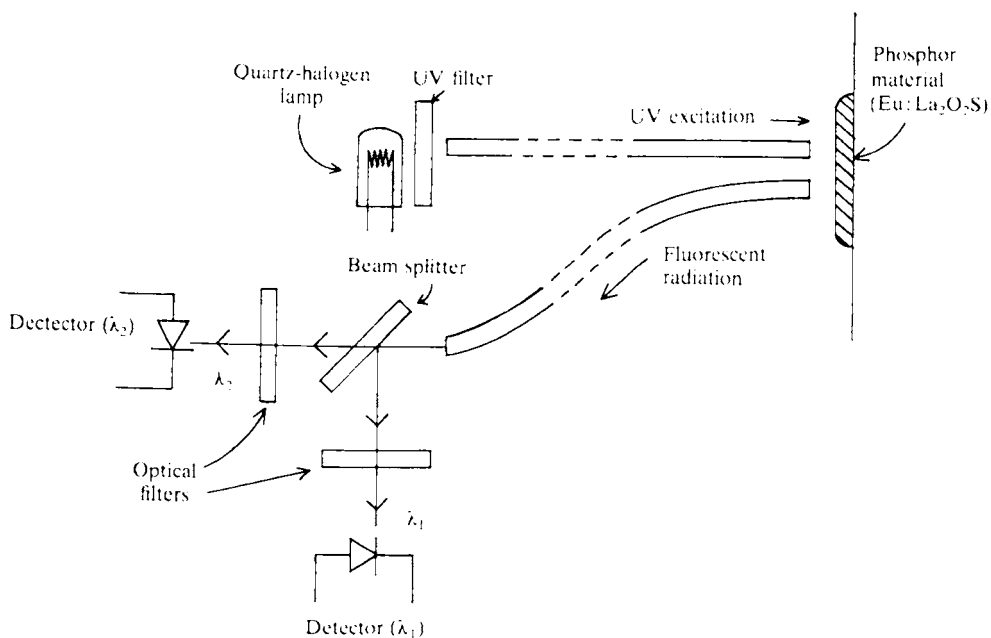 Quartz-halogen
lamp
UV filter
Phosphor
material
(Eu:La₂O₂S)
UV excitation
Fluorescent
radiation
Beam splitter
Dectector (λ₂)
λ₂
Optical
filters
λ₁
Detector (λ₁)